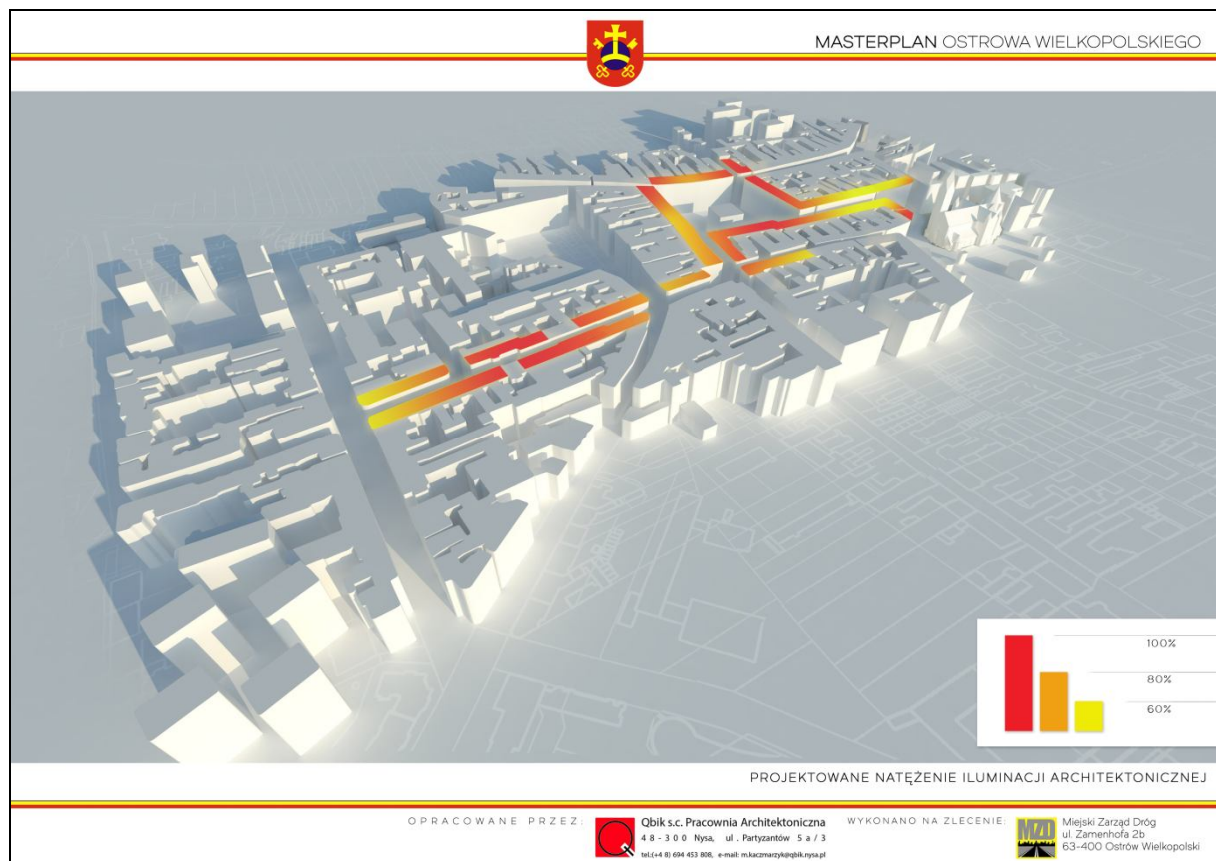 MASTERPLAN OSTROWA WIELKOPOLSKIEGO
100%
80%
60%
PROJEKTOWANE NATĘŻENIE ILUMINACJI ARCHITEKTONICZNEJ
OPRACOWANE PRZEZ:
Qbik s.c. Pracownia Architektoniczna
48-300 Nysa, ul. Partyzantów 5a/3
tel.:(+4 8) 694 453 808, e-mail: m.kaczmarzyk@qbik.nysa.pl
WYKONANO NA ZLECENIE:
MZD
Miejski Zarząd Dróg
ul. Zamenhofa 2b
63-400 Ostrów Wielkopolski